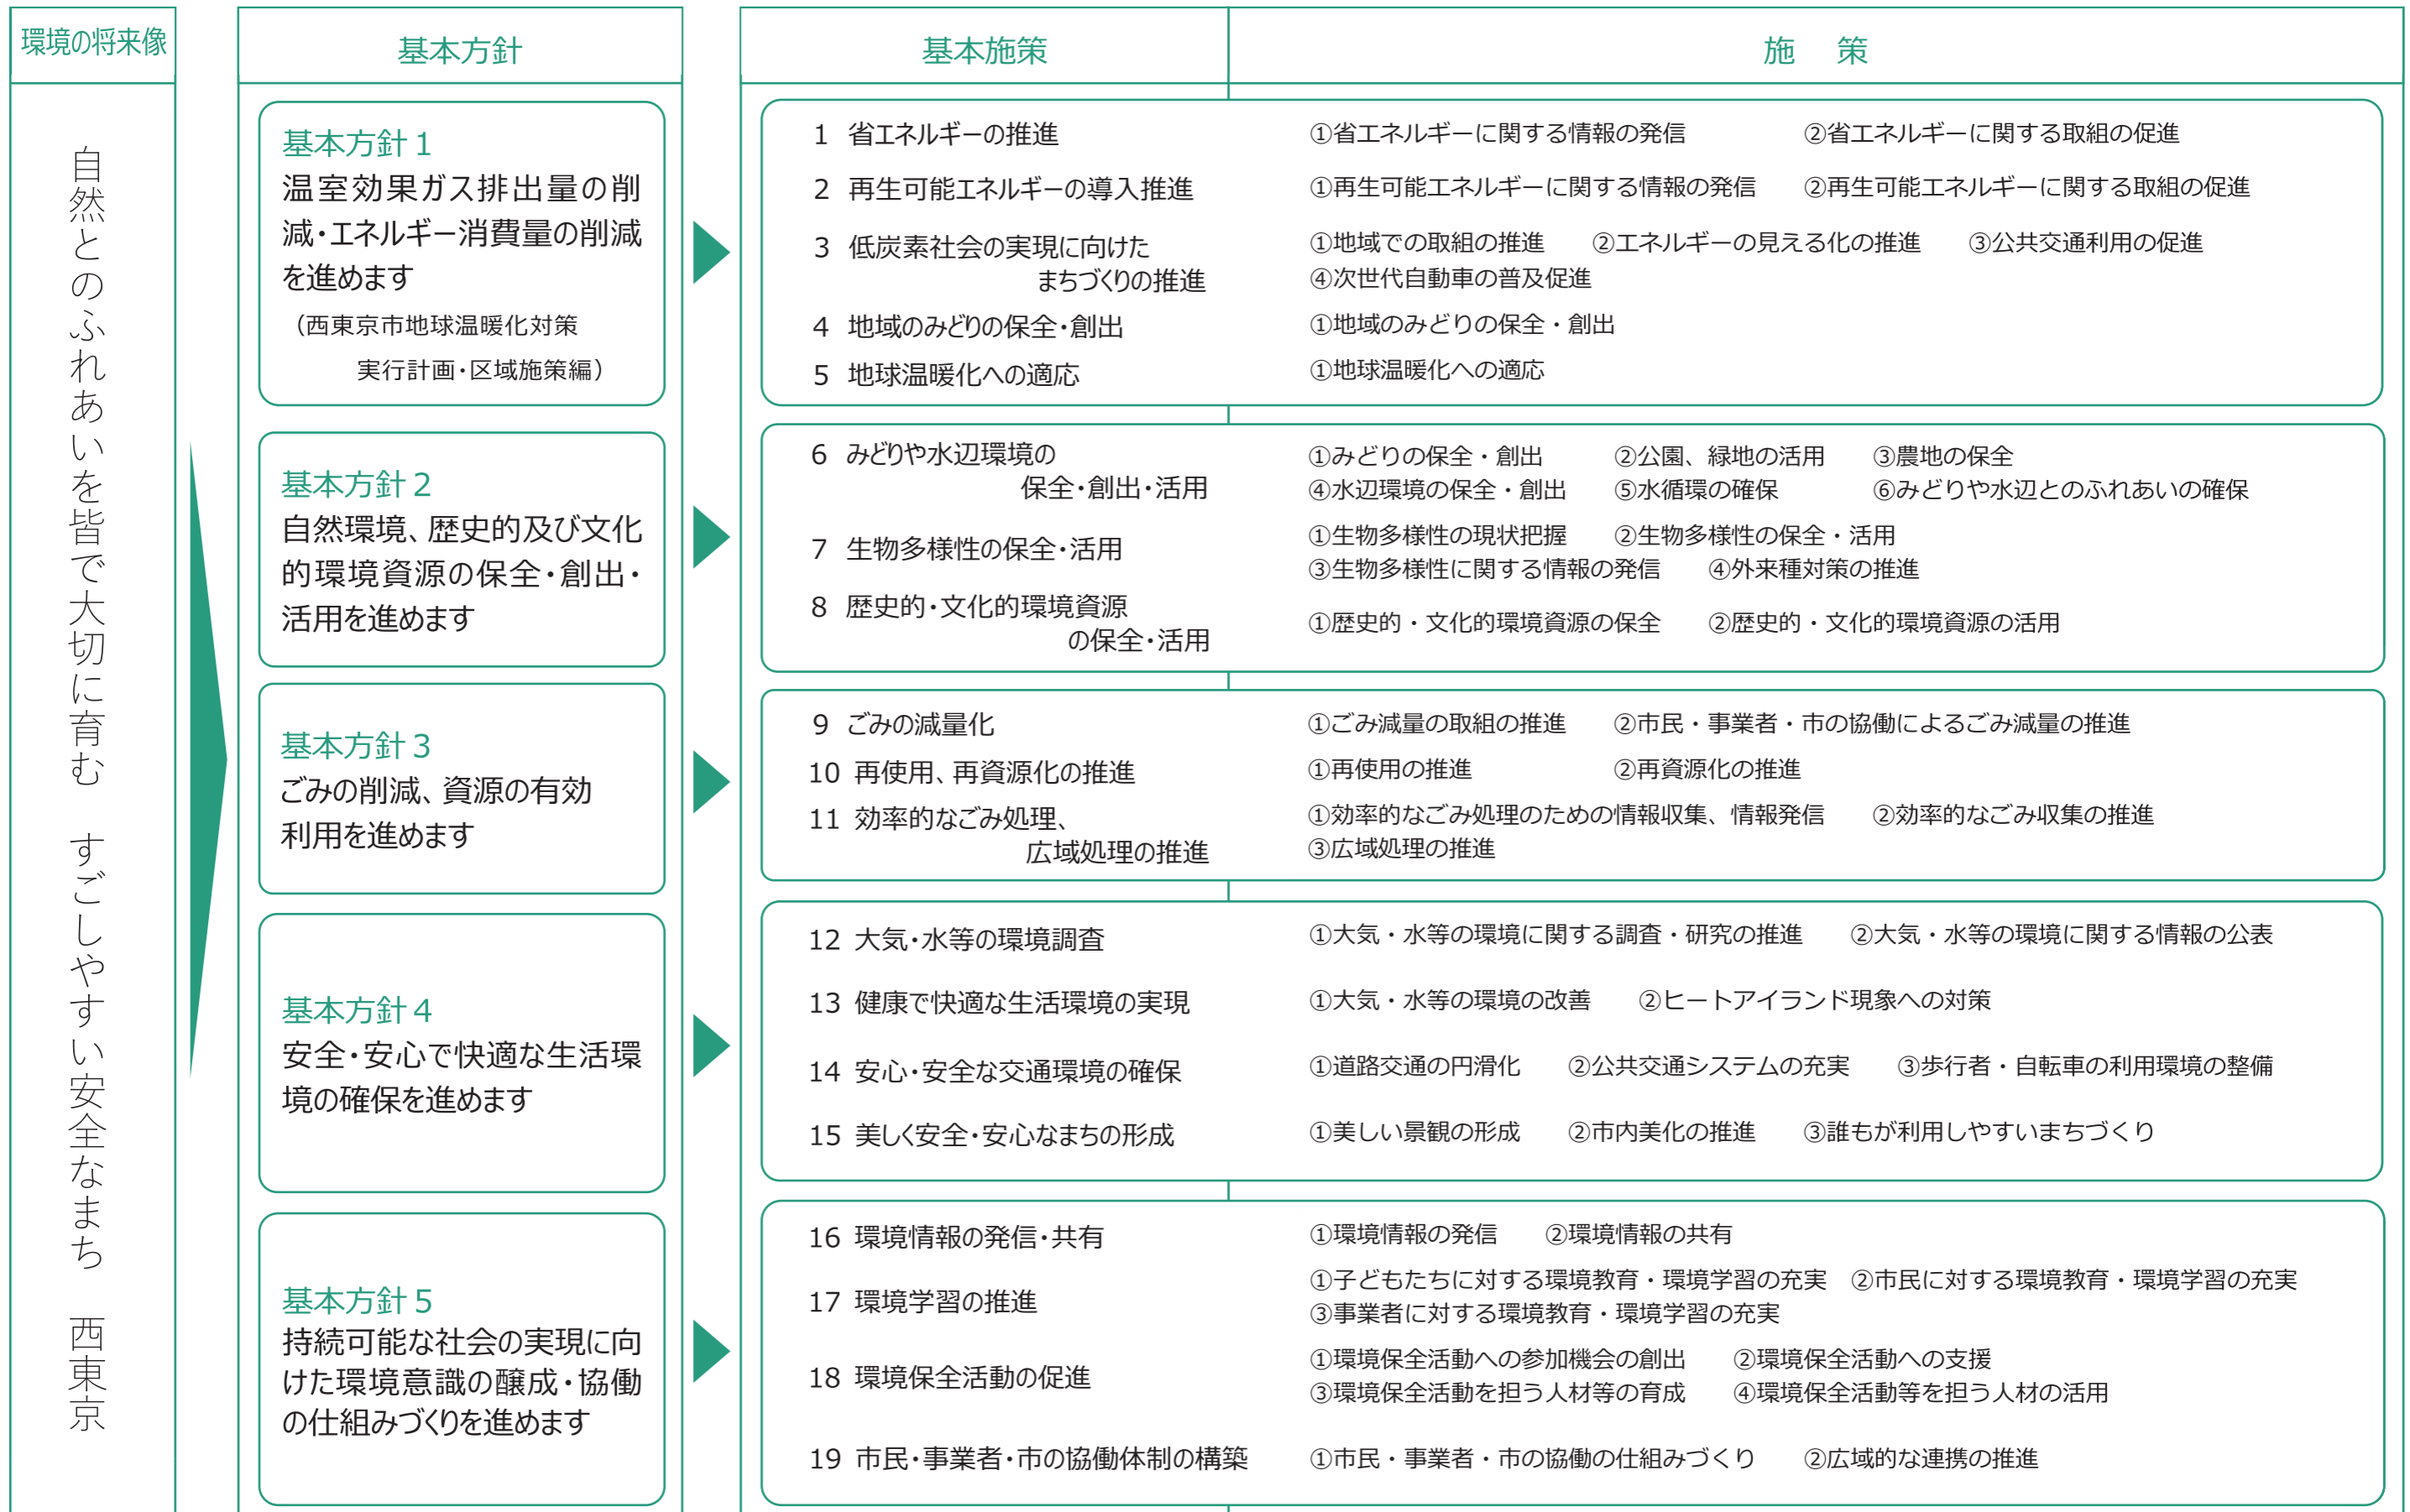 環境の将来像
自然とのふれあいを皆で大切に育む　すごしやすい安全なまち　西東京
基本方針
基本方針1
温室効果ガス排出量の削
減・エネルギー消費量の削減
を進めます
（西東京市地球温暖化対策
実行計画・区域施策編）
基本方針2
自然環境、歴史的及び文化
的環境資源の保全・創出・
活用を進めます
基本方針3
ごみの削減、資源の有効
利用を進めます
基本方針4
安全・安心で快適な生活環
境の確保を進めます
基本方針5
持続可能な社会の実現に向
けた環境意識の醸成・協働
の仕組みづくりを進めます
基本施策　施　策
1 省エネルギーの推進　①省エネルギーに関する情報の発信　②省エネルギーに関する取組の促進
2 再生可能エネルギーの導入推進　①再生可能エネルギーに関する情報の発信　②再生可能エネルギーに関する取組の促進
3 低炭素社会の実現に向けた
まちづくりの推進
①地域での取組の推進　②エネルギーの見える化の推進　③公共交通利用の促進
④次世代自動車の普及促進
4 地域のみどりの保全・創出　①地域のみどりの保全・創出
5 地球温暖化への適応　①地球温暖化への適応
6 みどりや水辺環境の
保全・創出・活用
①みどりの保全・創出　②公園、緑地の活用　③農地の保全
④水辺環境の保全・創出　⑤水循環の確保　⑥みどりや水辺とのふれあいの確保
7 生物多様性の保全・活用
①生物多様性の現状把握　②生物多様性の保全・活用
③生物多様性に関する情報の発信　④外来種対策の推進
8 歴史的・文化的環境資源
の保全・活用
①歴史的・文化的環境資源の保全　②歴史的・文化的環境資源の活用
9 ごみの減量化　①ごみ減量の取組の推進　②市民・事業者・市の協働によるごみ減量の推進
10 再使用、再資源化の推進　①再使用の推進　②再資源化の推進
11 効率的なごみ処理、
広域処理の推進
①効率的なごみ処理のための情報収集、情報発信　②効率的なごみ収集の推進
③広域処理の推進
12 大気・水等の環境調査　①大気・水等の環境に関する調査・研究の推進　②大気・水等の環境に関する情報の公表
13 健康で快適な生活環境の実現　①大気・水等の環境の改善　②ヒートアイランド現象への対策
14 安心・安全な交通環境の確保　①道路交通の円滑化　②公共交通システムの充実　③歩行者・自転車の利用環境の整備
15 美しく安全・安心なまちの形成　①美しい景観の形成　②市内美化の推進　③誰もが利用しやすいまちづくり
16 環境情報の発信・共有　①環境情報の発信　②環境情報の共有
17 環境学習の推進
①子どもたちに対する環境教育・環境学習の充実　②市民に対する環境教育・環境学習の充実
③事業者に対する環境教育・環境学習の充実
18 環境保全活動の促進
①環境保全活動への参加機会の創出　②環境保全活動への支援
③環境保全活動を担う人材等の育成　④環境保全活動等を担う人材の活用
19 市民・事業者・市の協働体制の構築　①市民・事業者・市の協働の仕組みづくり　②広域的な連携の推進